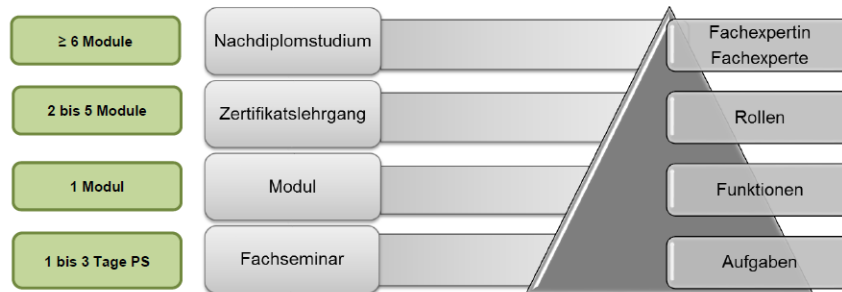 ≥ 6 Module
Nachdiplomstudium
Fachexpertin
Fachexperte
2 bis 5 Module
Zertifikatslehrgang
Rollen
1 Modul
Modul
Funktionen
1 bis 3 Tage PS
Fachseminar
Aufgaben